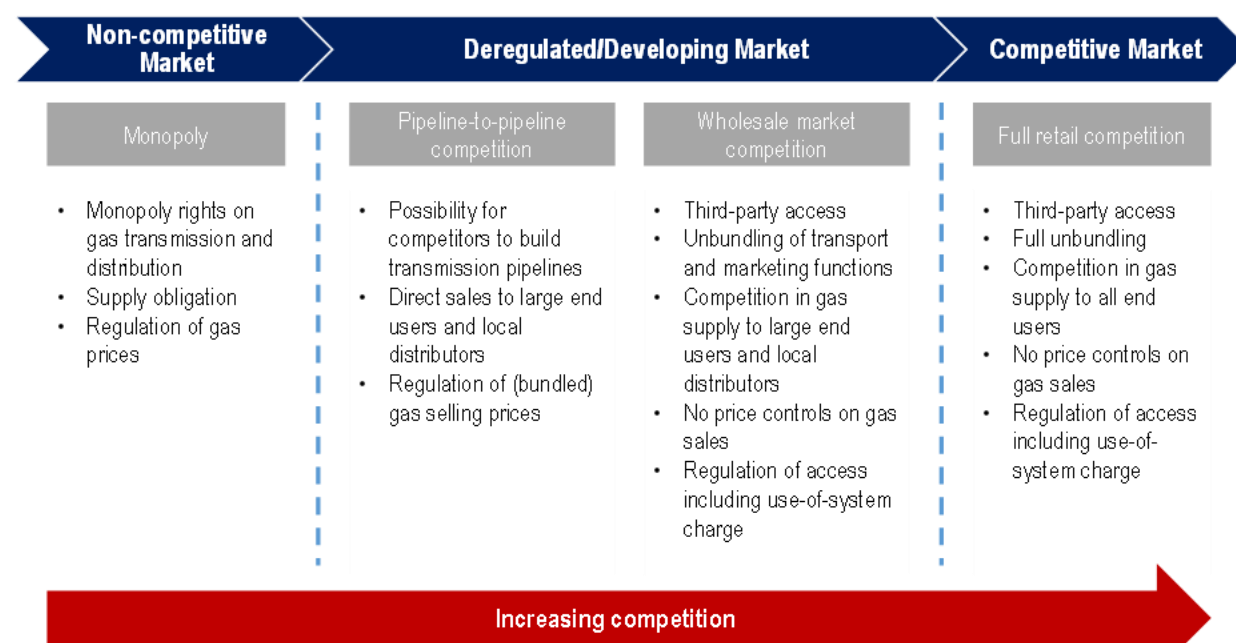 Non-competitive
Market
Deregulated/Developing Market
Competitive Market
Monopoly
Pipeline-to-pipeline
competition
Wholesale market
competition
Full retail competition
• Monopoly rights on
gas transmission and
distribution
• Supply obligation
• Regulation of gas
prices
• Possibility for
competitors to build
transmission pipelines
• Direct sales to large end
users and local
distributors
• Regulation of (bundled)
gas selling prices
• Third-party access
• Unbundling of transport
and marketing functions
• Competition in gas
supply to large end
users and local
distributors
• No price controls on gas
sales
• Regulation of access
including use-of-system
charge
• Third-party access
• Full unbundling
• Competition in gas
supply to all end
users
• No price controls on
gas sales
• Regulation of access
including use-of-
system charge
Increasing competition